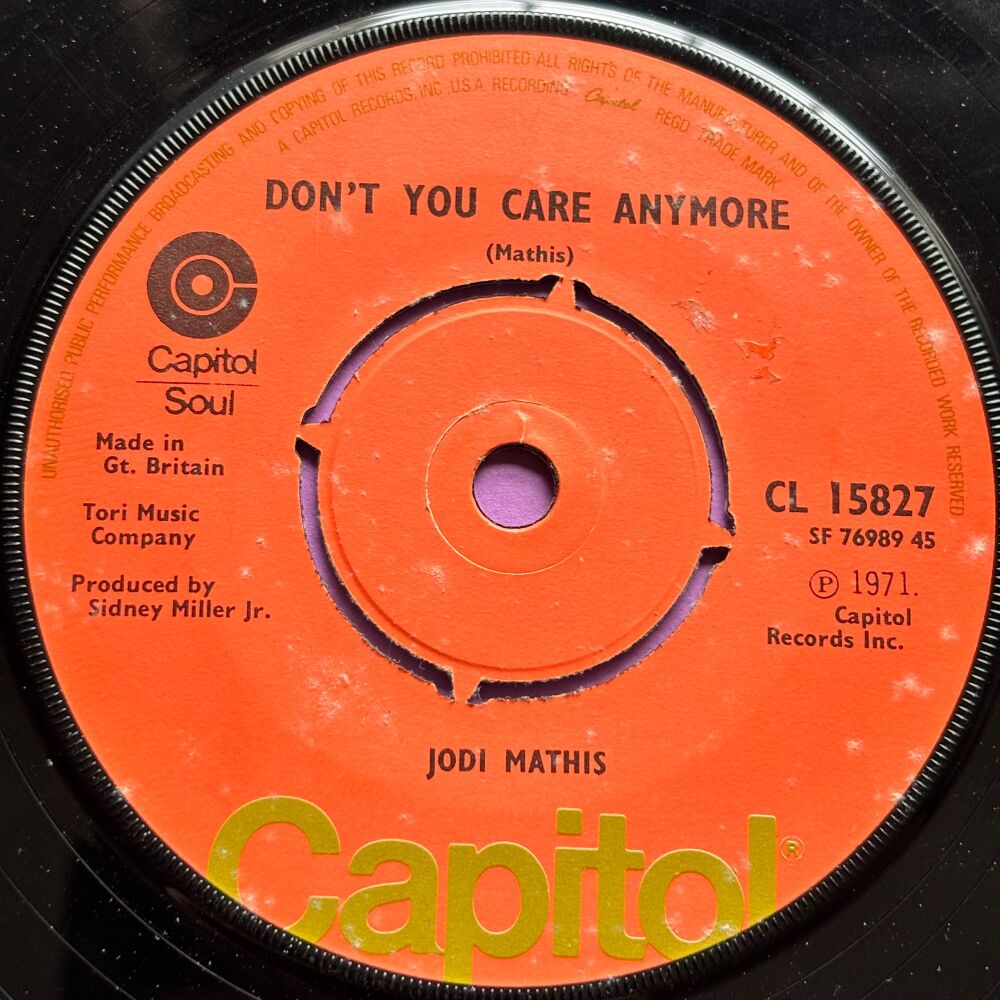 UNAUTHORISED PUBLIC PERFORMANCE BROADCASTING AND COPYING OF THIS RECORD PROHIBITED ALL RIGHTS OF THE MANUFACTURER AND OF THE OWNER OF THE RECORDED WORK RESERVED
A CAPITOL RECORDS, INC., U.S.A. RECORDING Capitol REGD. TRADE MARK
DON'T YOU CARE ANYMORE
(Mathis)
Capitol
Soul
Made in
Gt. Britain
Tori Music
Company
Produced by
Sidney Miller Jr.
CL 15827
SF 76989 45
Ⓟ 1971.
Capitol
Records Inc.
JODI MATHIS
Capitol®